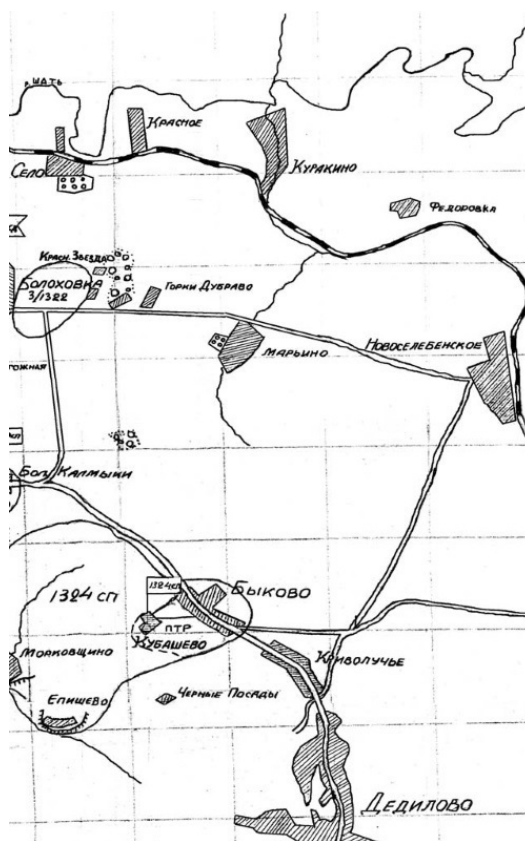 р. Шать
Красное
Куракино
Село
Федоровка
Красн. Звезда
Болоховка
3/1322
Горки Дубраво
Марьино
Новоселебенское
Бол. Калмыки
1324 сп
1324 сп
Быково
птр
Кубашево
Криволучье
Морковщино
Черные Посады
Епишево
Дедилово